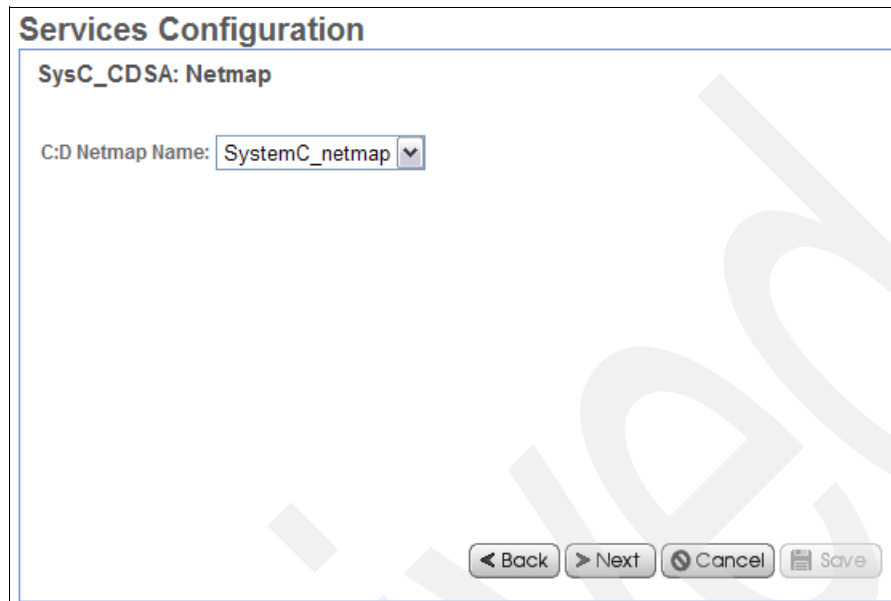 Services Configuration
SysC_CDSA: Netmap
C:D Netmap Name: SystemC_netmap
Back Next Cancel Save